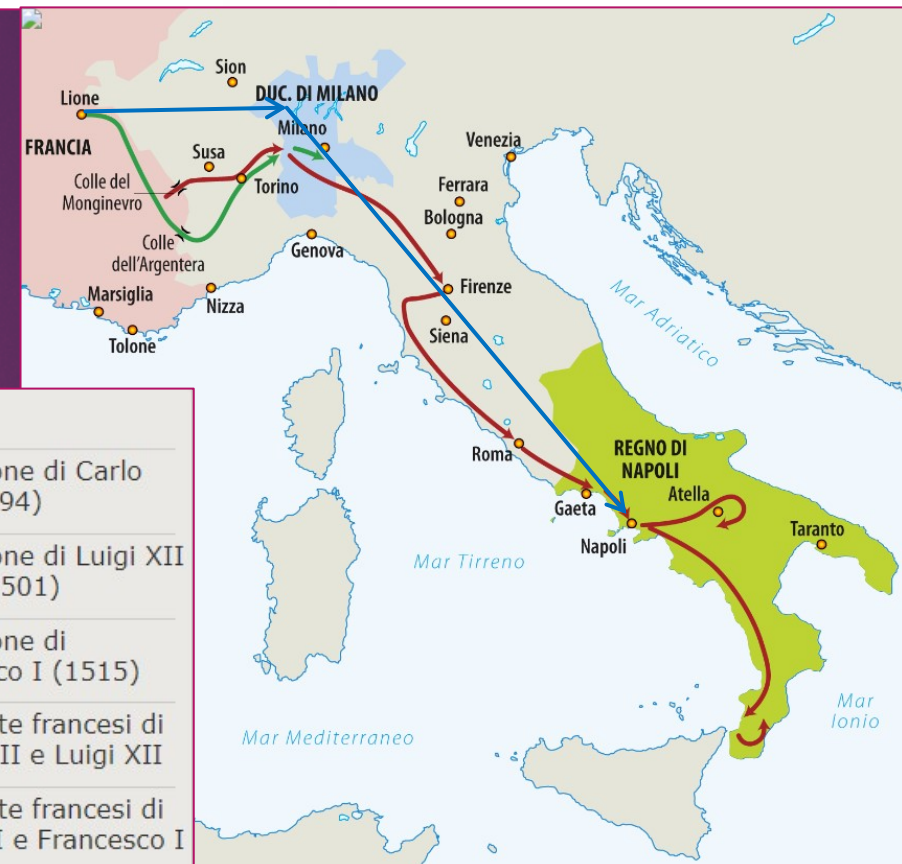 Sion
Lione
DUC. DI MILANO
Milano
FRANCIA
Susa
Venezia
Colle del
Monginevro
Torino
Ferrara
Bologna
Colle
dell'Argentera
Genova
Marsiglia
Nizza
Firenze
Tolone
Siena
Mar Adriatico
Roma
REGNO DI
NAPOLI
Gaeta
Atella
Napoli
Taranto
Mar Tirreno
Mar
Ionio
Mar Mediterraneo
one di Carlo
94)
one di Luigi XII
501)
one di
co I (1515)
te francesi di
II e Luigi XII
te francesi di
I e Francesco I